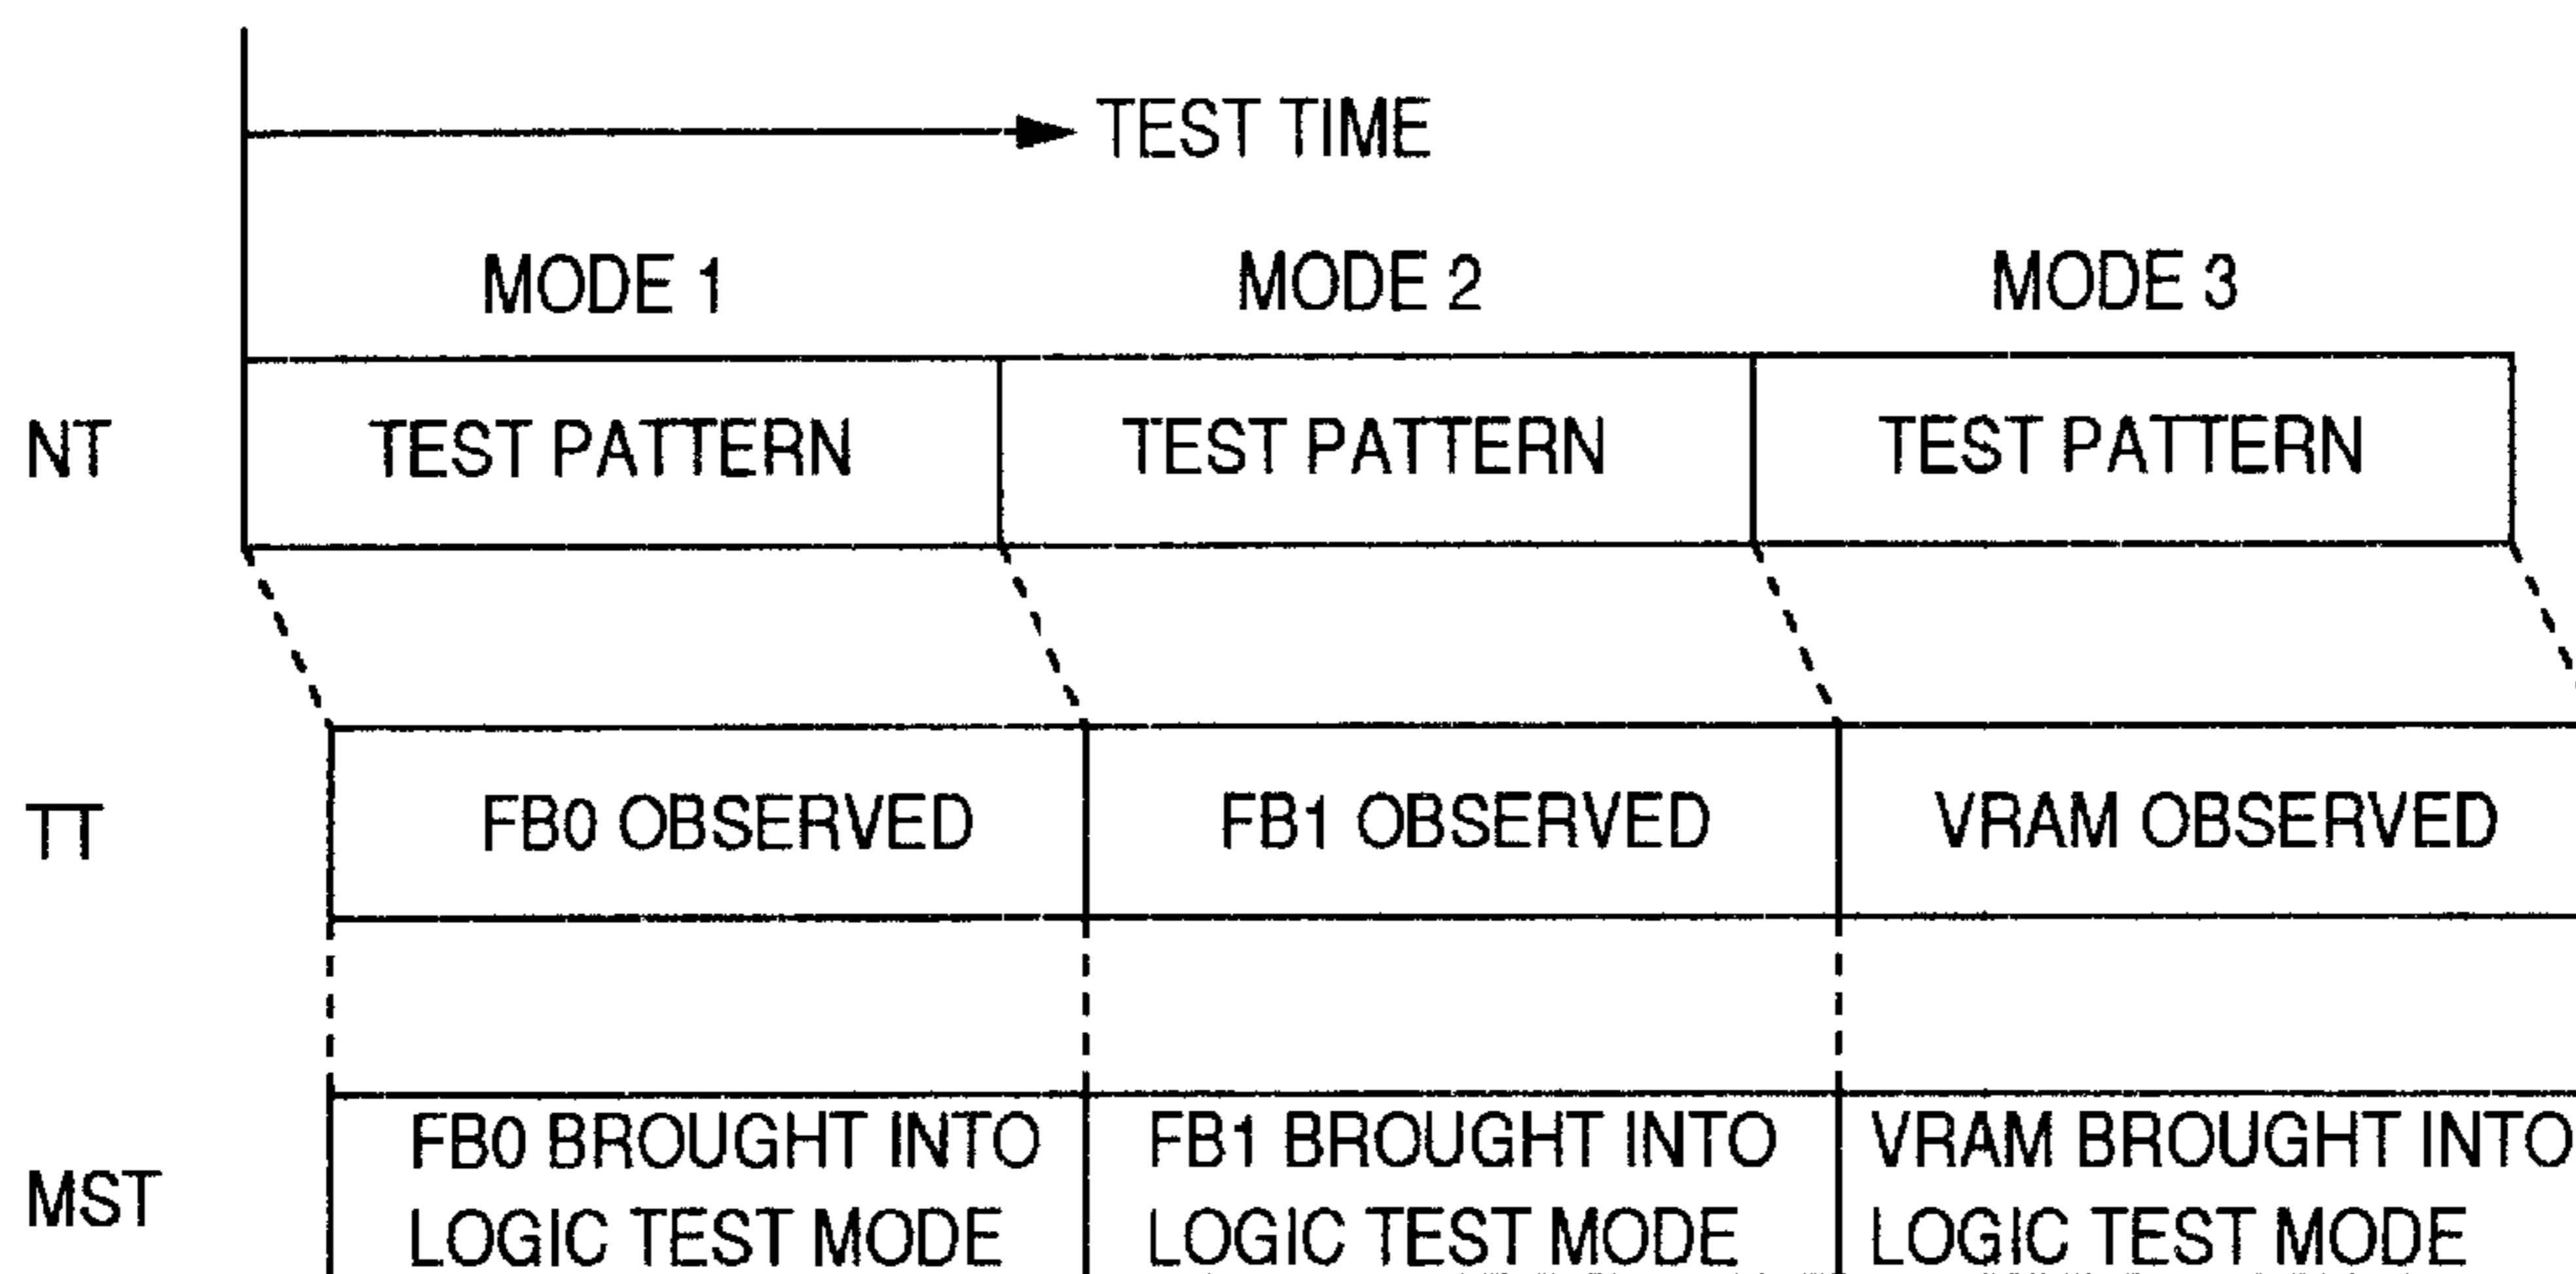 TEST TIME
MODE 1 MODE 2 MODE 3
NT TEST PATTERN TEST PATTERN TEST PATTERN
TT FB0 OBSERVED FB1 OBSERVED VRAM OBSERVED
MST
FB0 BROUGHT INTO
LOGIC TEST MODE
FB1 BROUGHT INTO
LOGIC TEST MODE
VRAM BROUGHT INTO
LOGIC TEST MODE